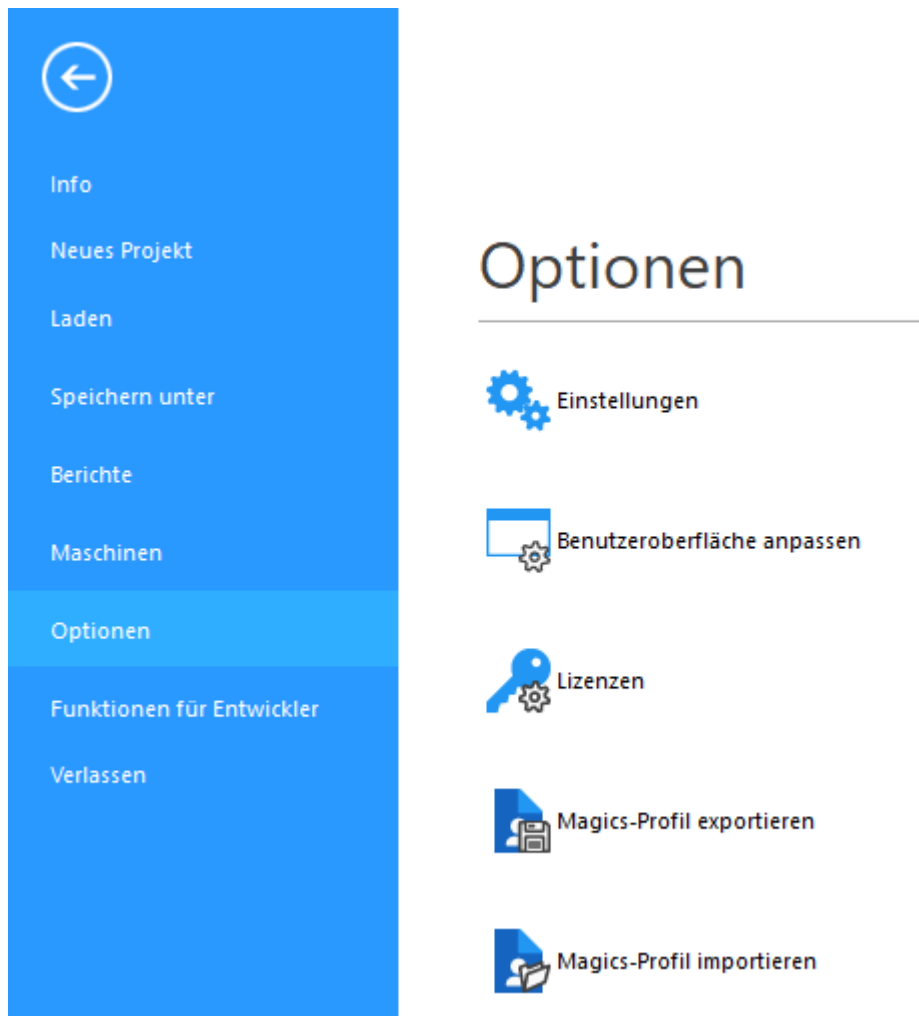 Info
Neues Projekt
Laden
Speichern unter
Berichte
Maschinen
Optionen
Funktionen für Entwickler
Verlassen
Optionen
Einstellungen
Benutzeroberfläche anpassen
Lizenzen
Magics-Profil exportieren
Magics-Profil importieren